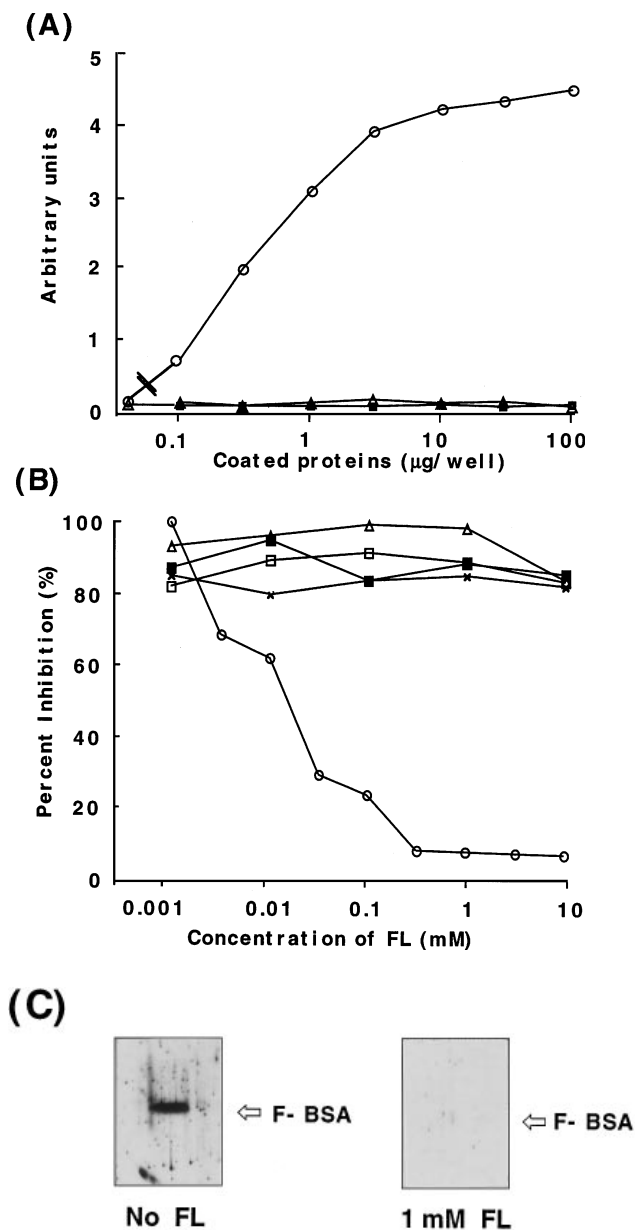 (A)
5
4
3
2
1
0
Arbitrary units
0.1 1 10 100
Coated proteins (μg/well)
(B)
100
80
60
40
20
0
Percent Inhibition (%)
0.001 0.01 0.1 1 10
Concentration of FL (mM)
(C)
F- BSA
F- BSA
No FL
1 mM FL